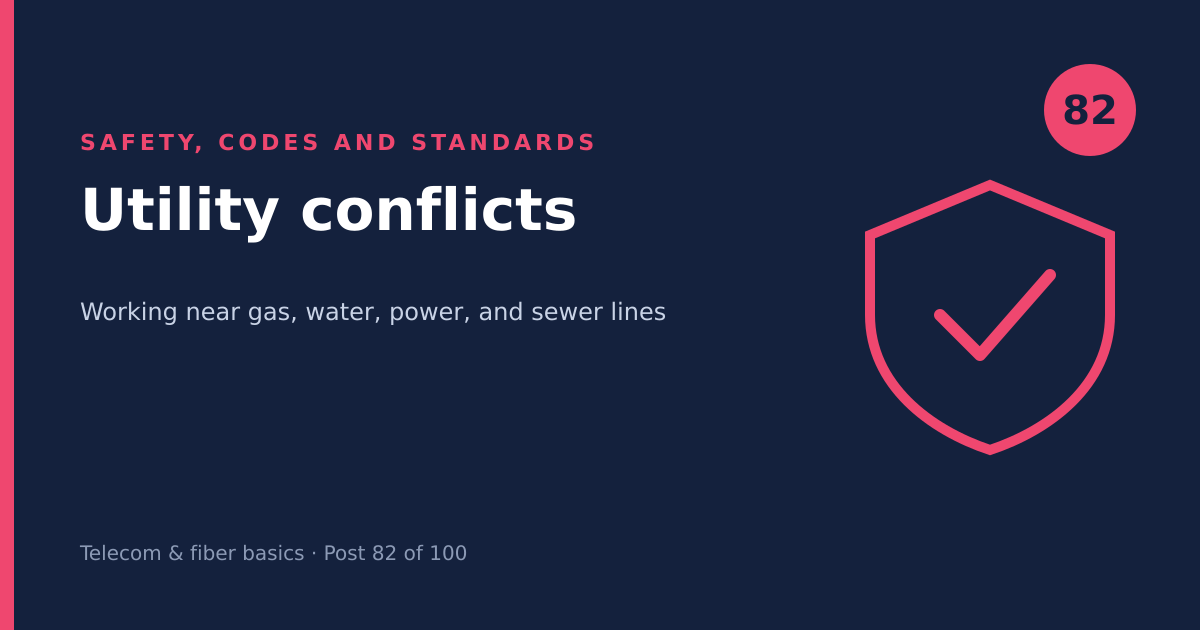 82
SAFETY, CODES AND STANDARDS
Utility conflicts
Working near gas, water, power, and sewer lines
Telecom & fiber basics · Post 82 of 100